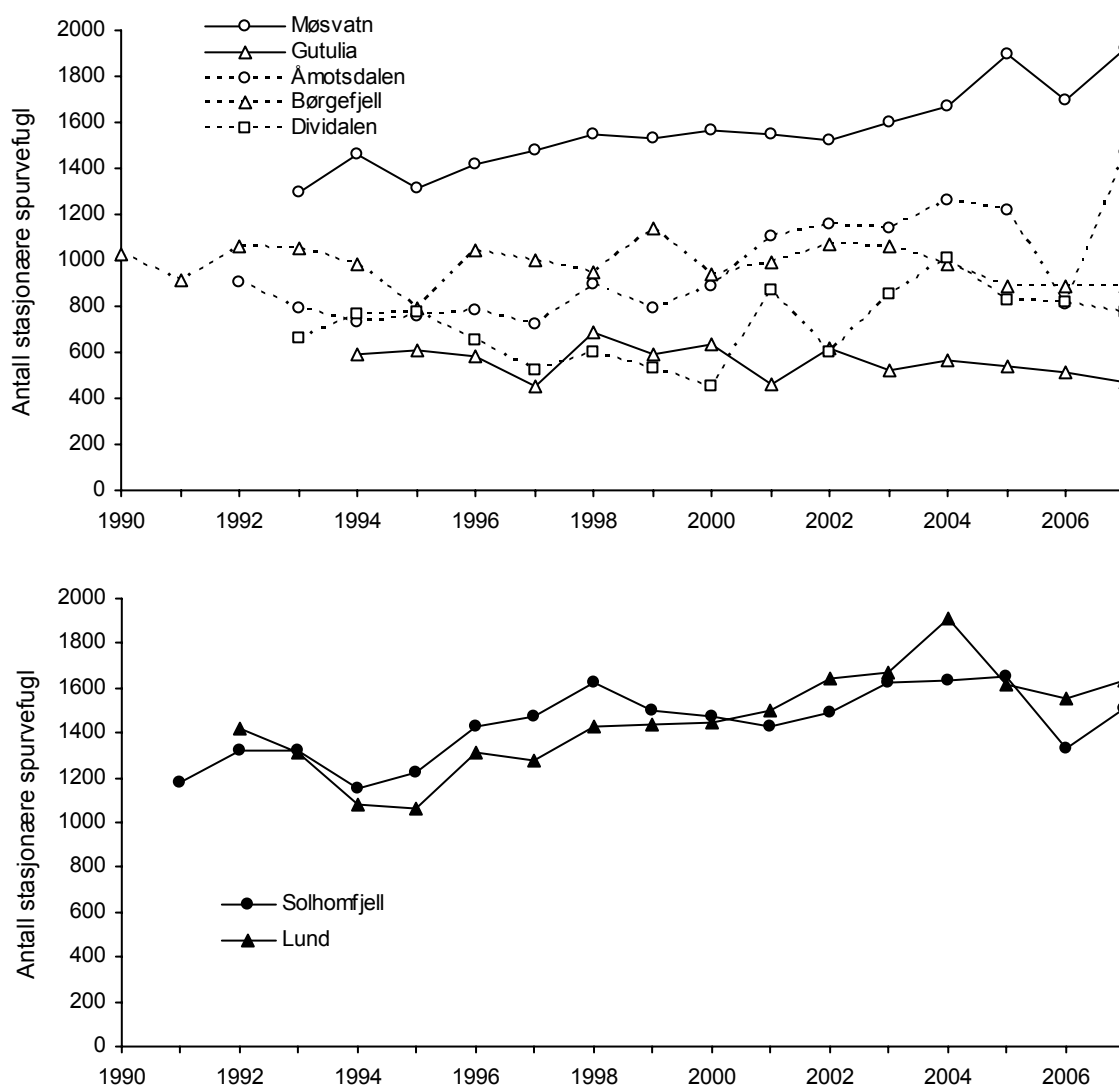 Antall stasjonære spurvefugl
2000
1800
1600
1400
1200
1000
800
600
400
200
0
Møsvatn
Gutulia
Åmotsdalen
Børgefjell
Dividalen
1990 1992 1994 1996 1998 2000 2002 2004 2006
Antall stasjonære spurvefugl
2000
1800
1600
1400
1200
1000
800
600
400
200
0
Solhomfjell
Lund
1990 1992 1994 1996 1998 2000 2002 2004 2006